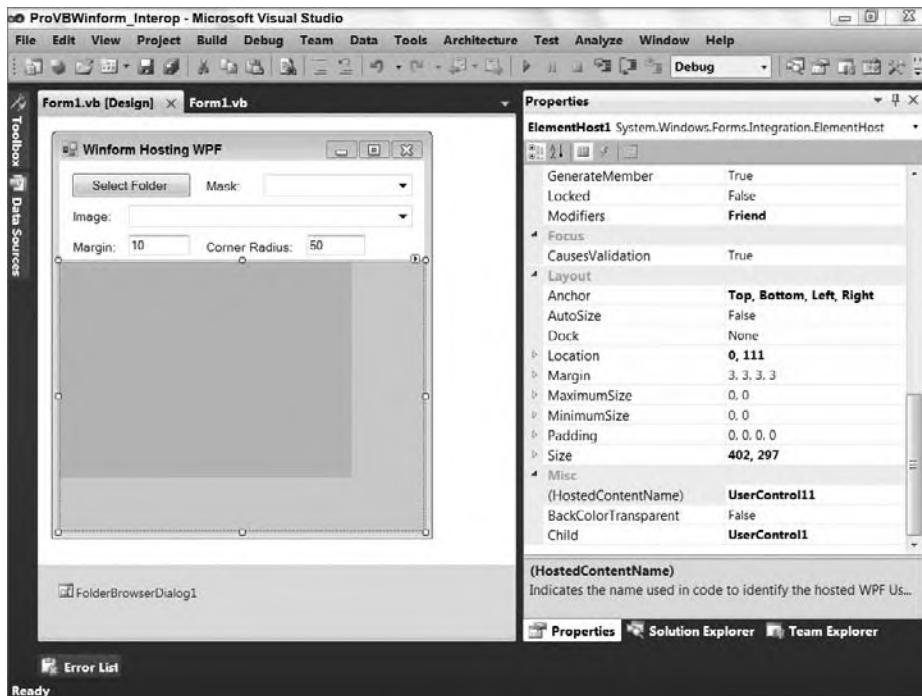 ProVBWinform_Interop - Microsoft Visual Studio
File Edit View Project Build Debug Team Data Tools Architecture Test Analyze Window Help
Debug
Toolbox
Data Sources
Form1.vb [Design] Form1.vb
Winform Hosting WPF
Select Folder Mask:
Image:
Margin: 10 Corner Radius: 50
FolderBrowserDialog1
Properties
ElementHost1 System.Windows.Forms.Integration.ElementHost
GenerateMember True
Locked False
Modifiers Friend
Focus
CausesValidation True
Layout
Anchor Top, Bottom, Left, Right
AutoSize False
Dock None
Location 0, 111
Margin 3, 3, 3, 3
MaximumSize 0, 0
MinimumSize 0, 0
Padding 0, 0, 0, 0
Size 402, 297
Misc
(HostedContentName) UserControl11
BackColorTransparent False
Child UserControl1
(HostedContentName)
Indicates the name used in code to identify the hosted WPF Us...
Properties Solution Explorer Team Explorer
Error List
Ready